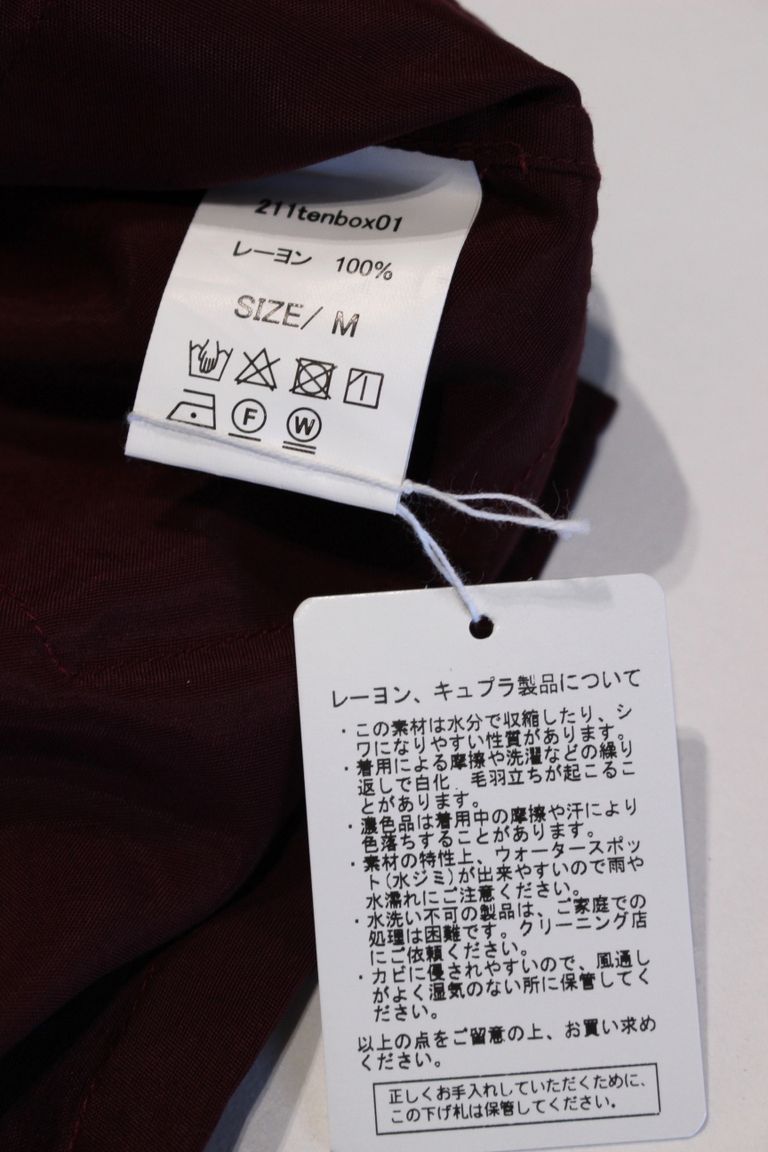 211tenbox01
レーヨン 100%
SIZE/ M
F W
レーヨン、キュプラ製品について
・この素材は水分で収縮したり、シ
ワになりやすい性質があります。
・着用による摩擦や洗濯などの繰り
返しで白化、毛羽立ちが起こるこ
とがあります。
・濃色品は着用中の摩擦や汗により
色落ちすることがあります。
・素材の特性上、ウォータースポッ
ト(水ジミ)が出来やすいので雨や
水濡れにご注意ください。
・水洗い不可の製品は、ご家庭での
処理は困難です。クリーニング店
にご依頼ください。
・カビに優されやすいので、風通し
がよく湿気のない所に保管してく
ださい。
以上の点をご留意の上、お買い求め
ください。
正しくお手入れしていただくために、
この下げ札は保管してください。